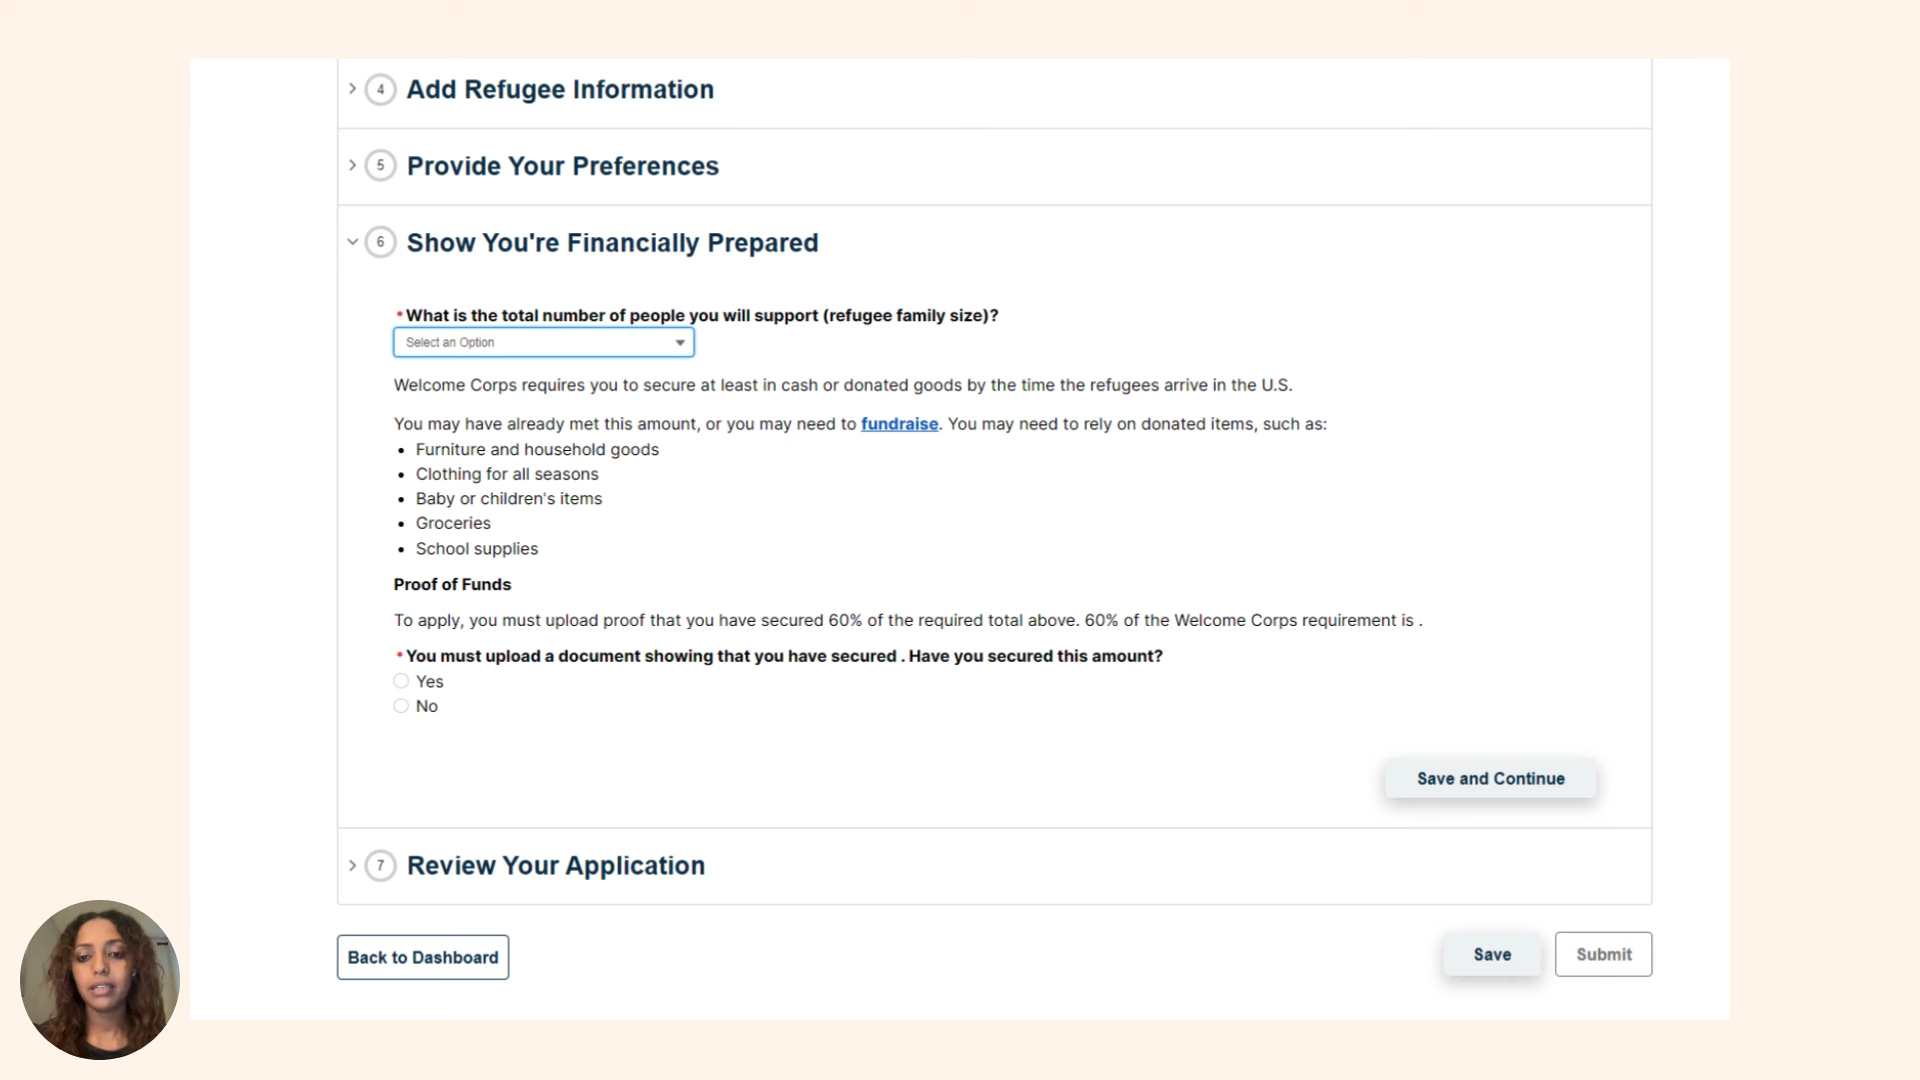 4 Add Refugee Information
5 Provide Your Preferences
6 Show You're Financially Prepared
* What is the total number of people you will support (refugee family size)?
Select an Option
Welcome Corps requires you to secure at least in cash or donated goods by the time the refugees arrive in the U.S.
You may have already met this amount, or you may need to fundraise. You may need to rely on donated items, such as:
• Furniture and household goods
• Clothing for all seasons
• Baby or children's items
• Groceries
• School supplies
Proof of Funds
To apply, you must upload proof that you have secured 60% of the required total above. 60% of the Welcome Corps requirement is .
* You must upload a document showing that you have secured . Have you secured this amount?
Yes
No
Save and Continue
7 Review Your Application
Back to Dashboard
Save
Submit